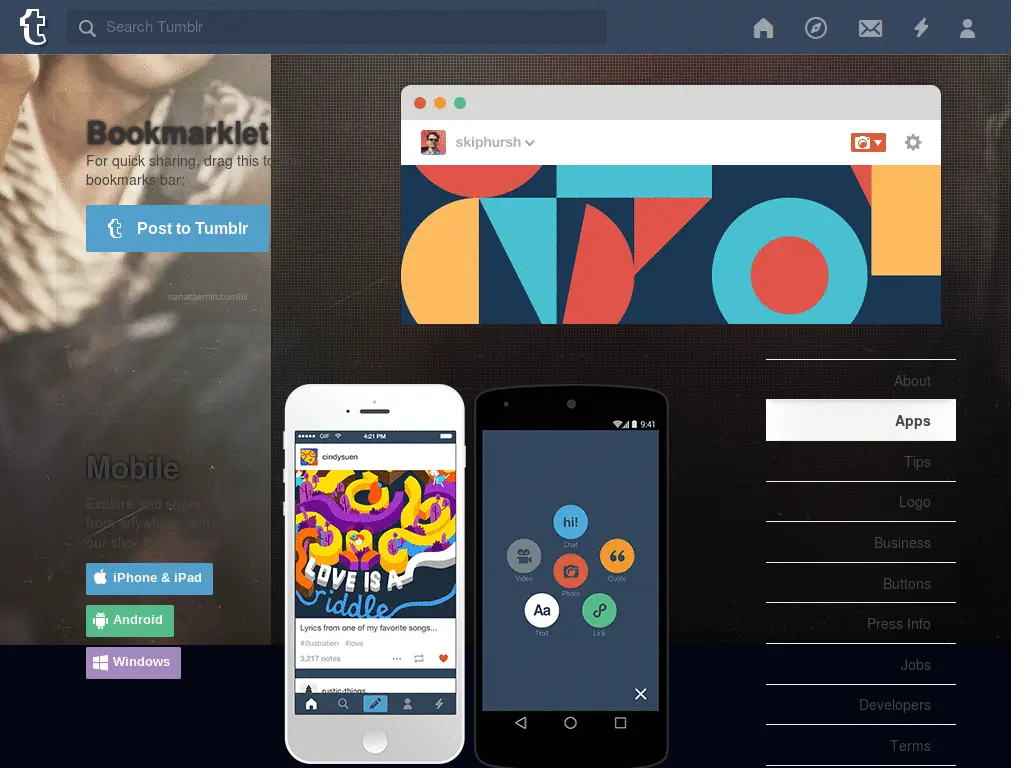 Search Tumblr
Bookmarklet
For quick sharing, drag this to
bookmarks bar:
Post to Tumblr
nanataemin.tumblr
skiphursh
Mobile
Explore and share
from anywhere with
our slick
iPhone & iPad
Android
Windows
GIF
4:21 PM
cindysuen
LOVE IS A
riddle
Lyrics from one of my favorite songs...
#illustration #love
3,217 notes
rustic-things
9:41
hi!
Chat
Video
Photo
Quote
Aa
Text
Link
About
Apps
Tips
Logo
Business
Buttons
Press Info
Jobs
Developers
Terms